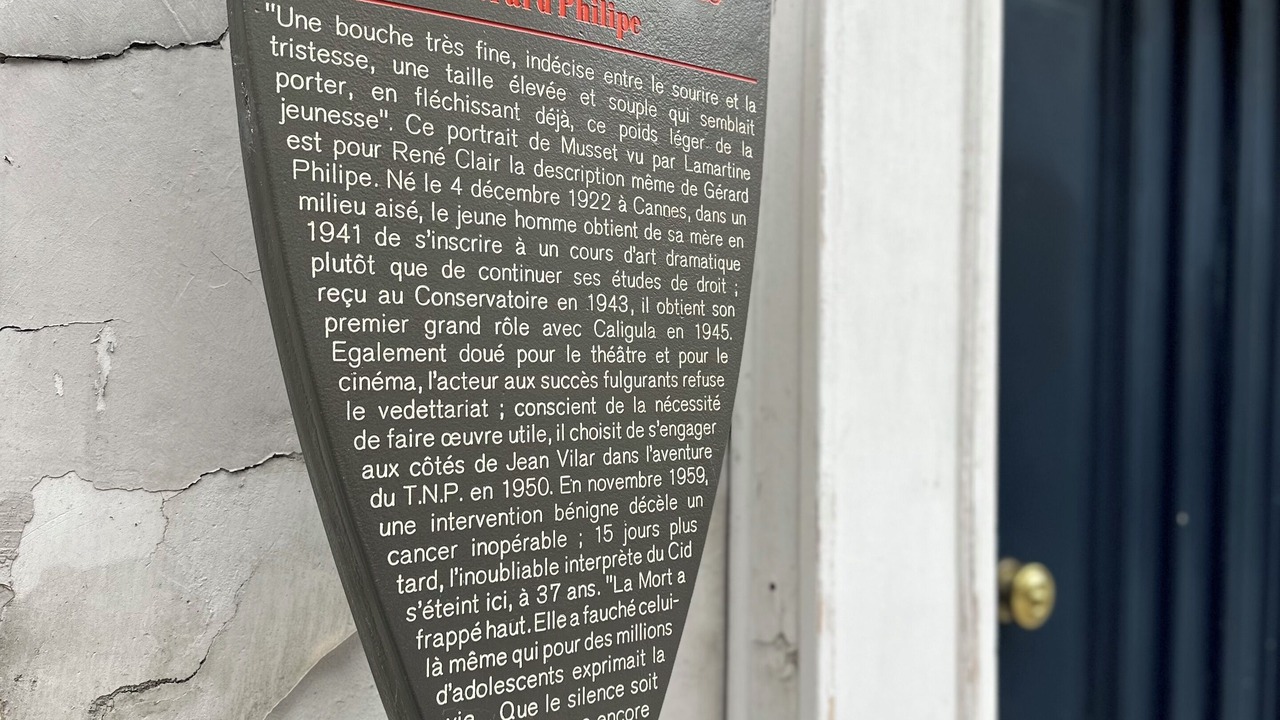 Philipe
"Une bouche très fine, indécise entre le sourire et la
tristesse, une taille élevée et souple qui semblait
porter, en fléchissant déjà, ce poids léger de la
jeunesse". Ce portrait de Musset vu par Lamartine
est pour René Clair la description même de Gérard
Philipe. Né le 4 décembre 1922 à Cannes, dans un
milieu aisé, le jeune homme obtient de sa mère en
1941 de s'inscrire à un cours d'art dramatique
plutôt que de continuer ses études de droit ;
reçu au Conservatoire en 1943, il obtient son
premier grand rôle avec Caligula en 1945.
Egalement doué pour le théâtre et pour le
cinéma, l'acteur aux succès fulgurants refuse
le vedettariat ; conscient de la nécessité
de faire œuvre utile, il choisit de s'engager
aux côtés de Jean Vilar dans l'aventure
du T.N.P. en 1950. En novembre 1959,
une intervention bénigne décèle un
cancer inopérable ; 15 jours plus
tard, l'inoubliable interprète du Cid
s'éteint ici, à 37 ans. "La Mort a
frappé haut. Elle a fauché celui-
là même qui pour des millions
d'adolescents exprimait la
vie... Que le silence soit
encore